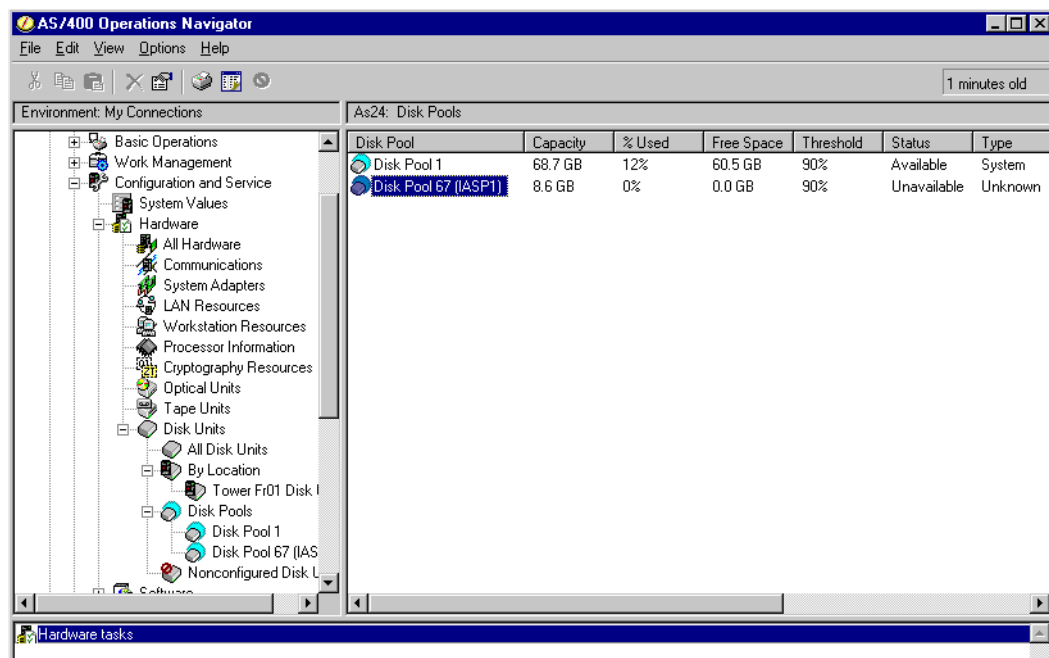 AS/400 Operations Navigator
File Edit View Options Help
1 minutes old
Environment: My Connections
As24: Disk Pools
Basic Operations
Work Management
Configuration and Service
System Values
Hardware
All Hardware
Communications
System Adapters
LAN Resources
Workstation Resources
Processor Information
Cryptography Resources
Optical Units
Tape Units
Disk Units
All Disk Units
By Location
Tower Fr01 Disk
Disk Pools
Disk Pool 1
Disk Pool 67 (IAS
Nonconfigured Disk
Software
Disk Pool Capacity % Used Free Space Threshold Status Type
Disk Pool 1 68.7 GB 12% 60.5 GB 90% Available System
Disk Pool 67 (IASP1) 8.6 GB 0% 0.0 GB 90% Unavailable Unknown
Hardware tasks